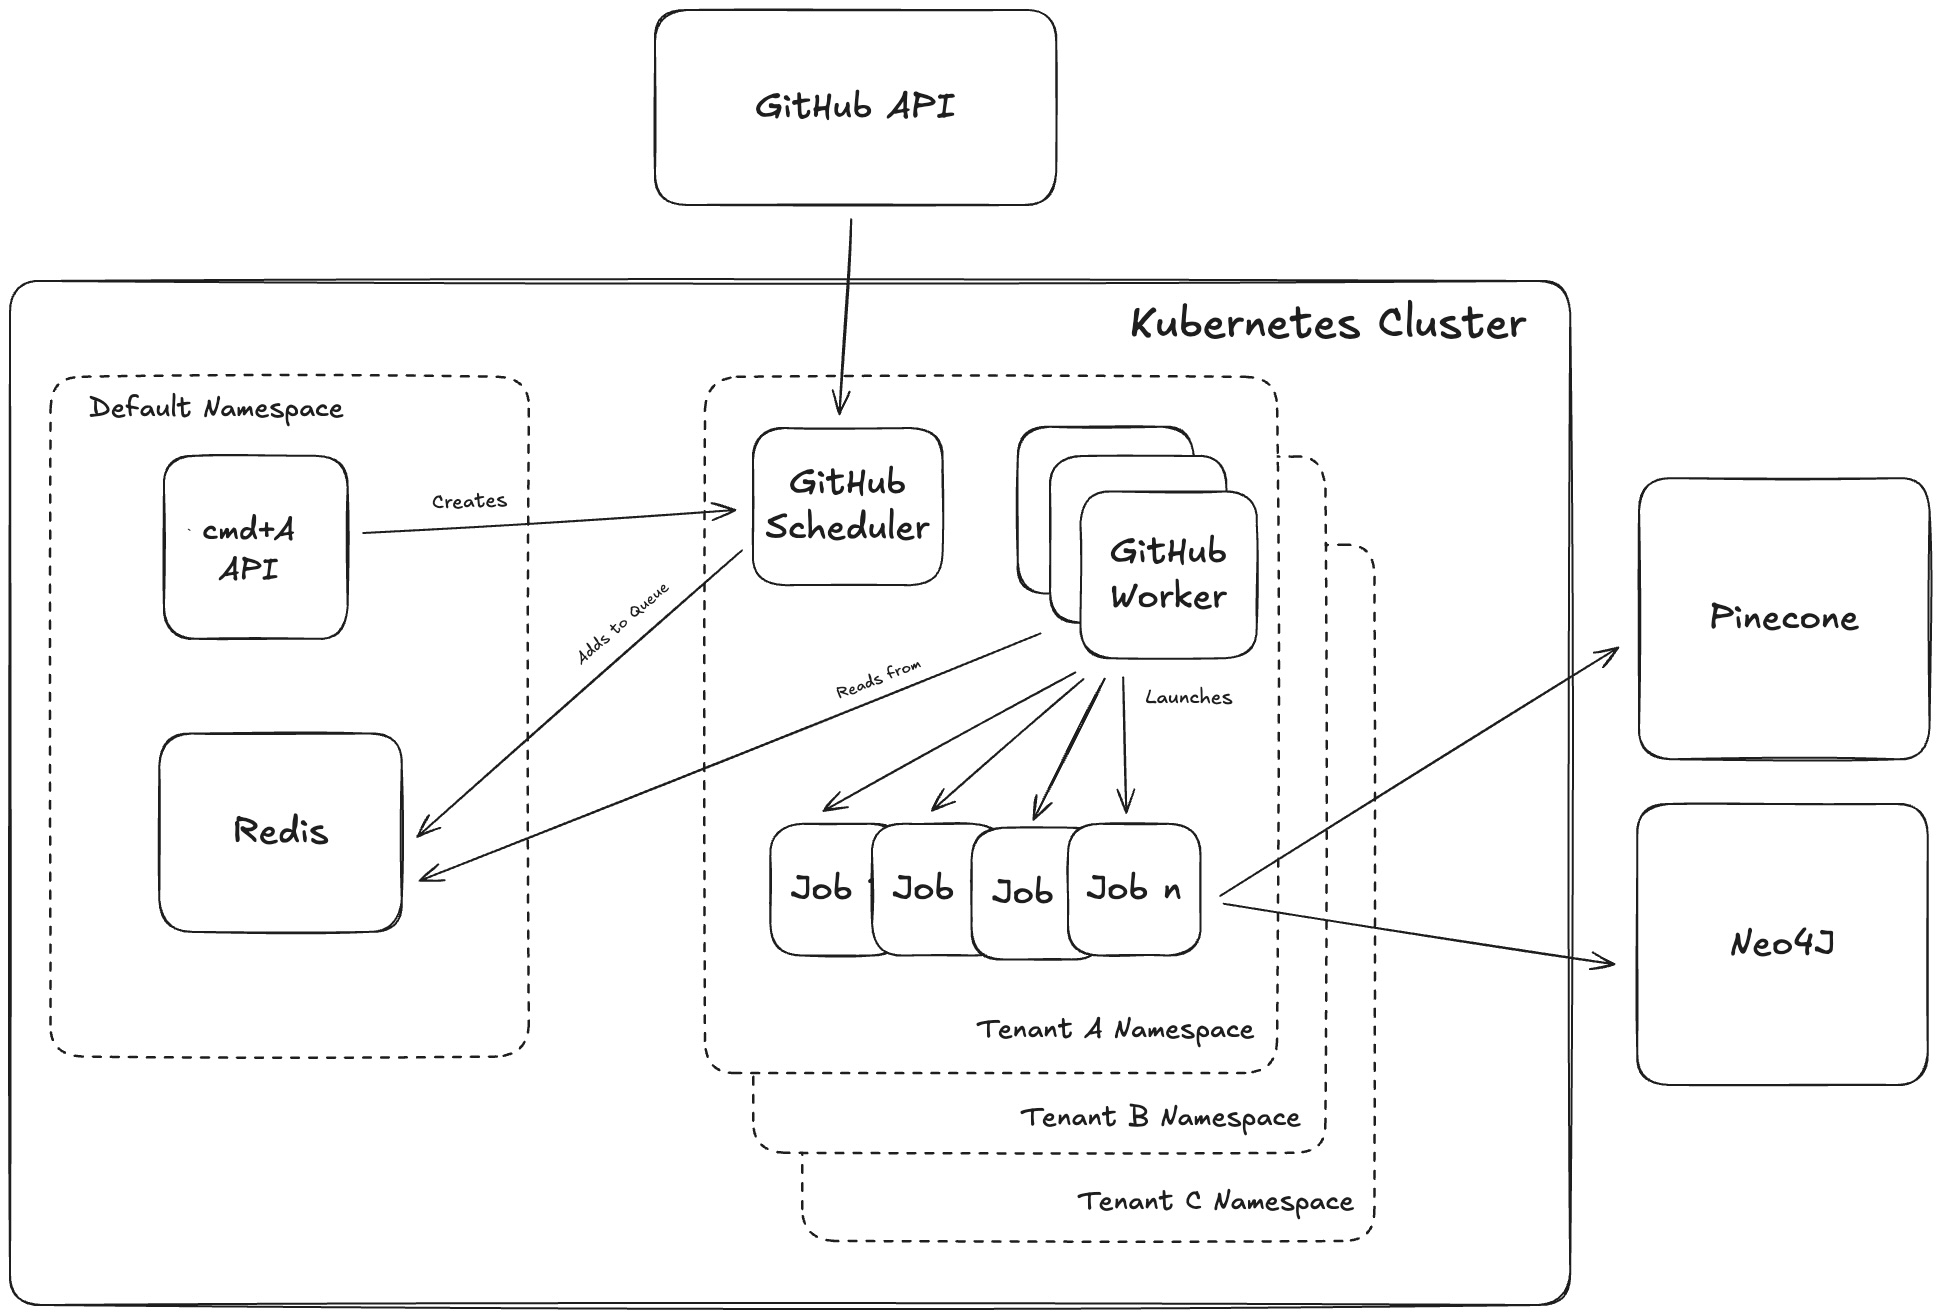 GitHub API
Kubernetes Cluster
Default Namespace
cmd+A
API
Creates
GitHub
Scheduler
GitHub
Worker
Adds to Queue
Reads from
Launches
Redis
Job
Job
Job
Job n
Pinecone
Neo4J
Tenant A Namespace
Tenant B Namespace
Tenant C Namespace